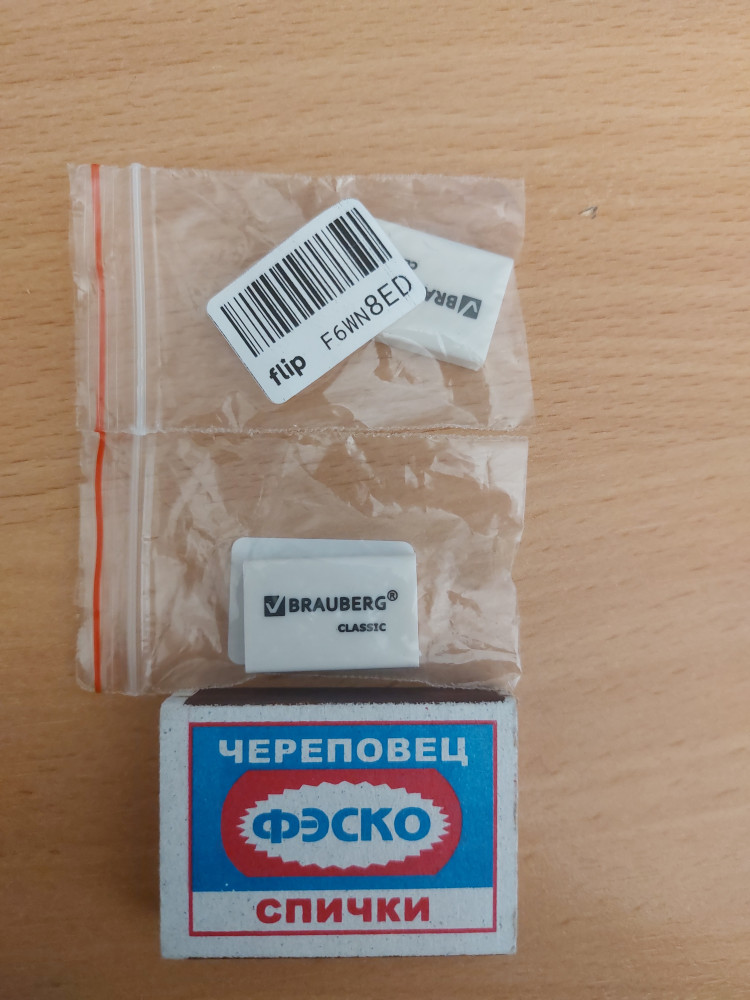 flip F6WN8ED
BRA
BRAUBERG®
CLASSIC
ЧЕРЕПОВЕЦ
ФЭСКО
СПИЧКИ